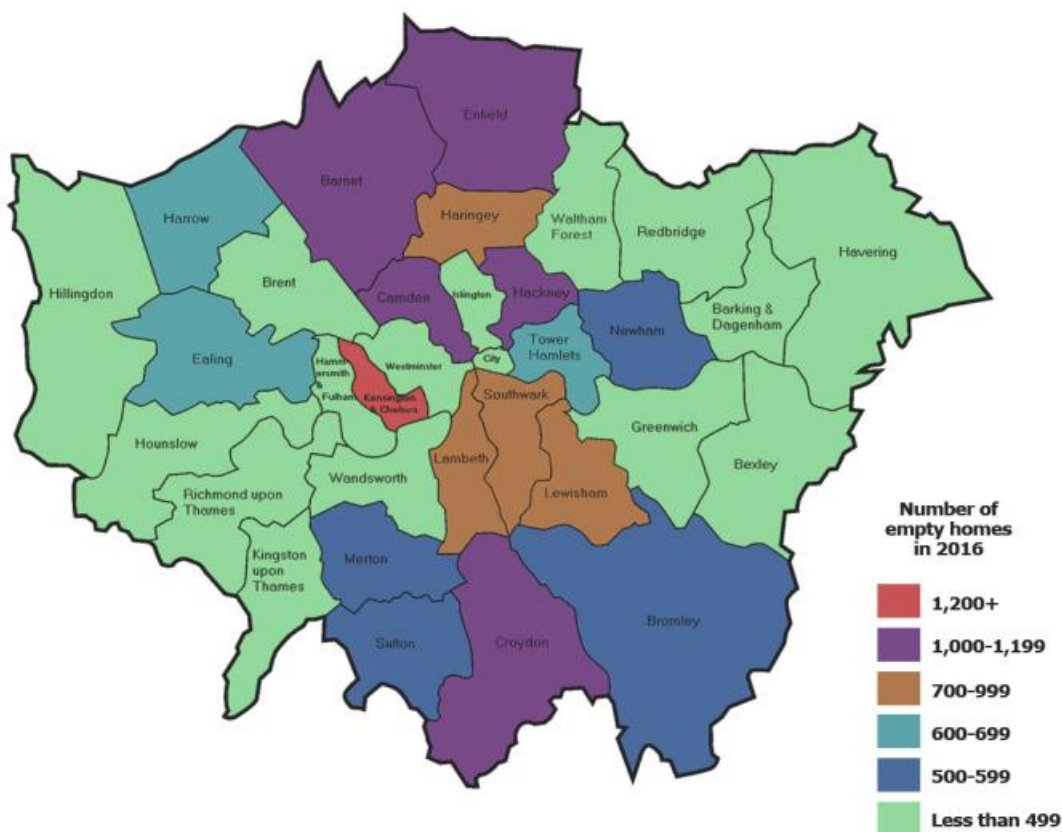 Enfield
Barnet
Harrow
Haringey
Waltham
Forest
Redbridge
Havering
Hillingdon
Brent
Camden
Islington
Hackney
Newham
Barking &
Dagenham
Ealing
Tower
Hamlets
City
Westminster
Hamm
ersmith
&
Fulham
Kensington
& Chelsea
Southwark
Greenwich
Hounslow
Lambeth
Bexley
Wandsworth
Lewisham
Richmond upon
Thames
Kingston
upon
Thames
Merton
Bromley
Sutton
Croydon
Number of
empty homes
in 2016
1,200+
1,000-1,199
700-999
600-699
500-599
Less than 499